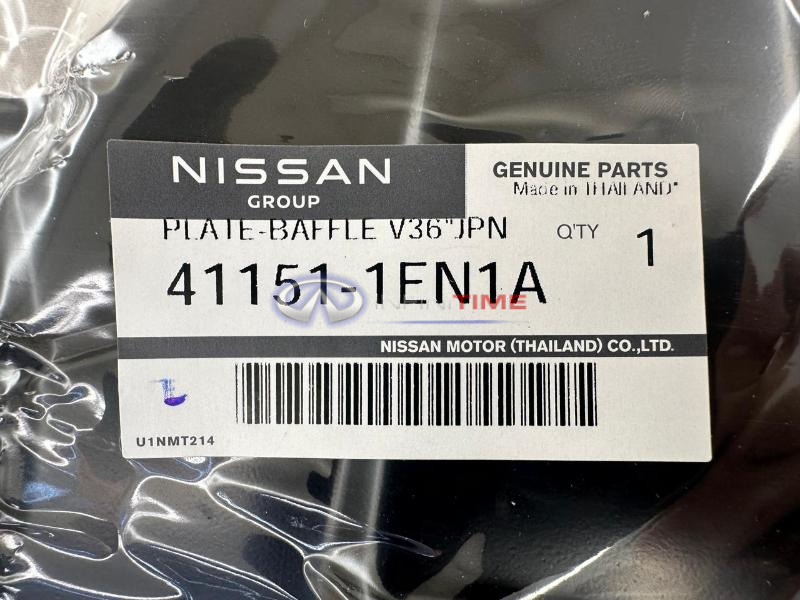 NISSAN
GROUP
GENUINE PARTS
Made in THAILAND"
PLATE-BAFFLE V36"JPN
Q'TY
1
41151-1EN1A
INFINITIME
NISSAN MOTOR (THAILAND) CO.,LTD.
U1NMT214